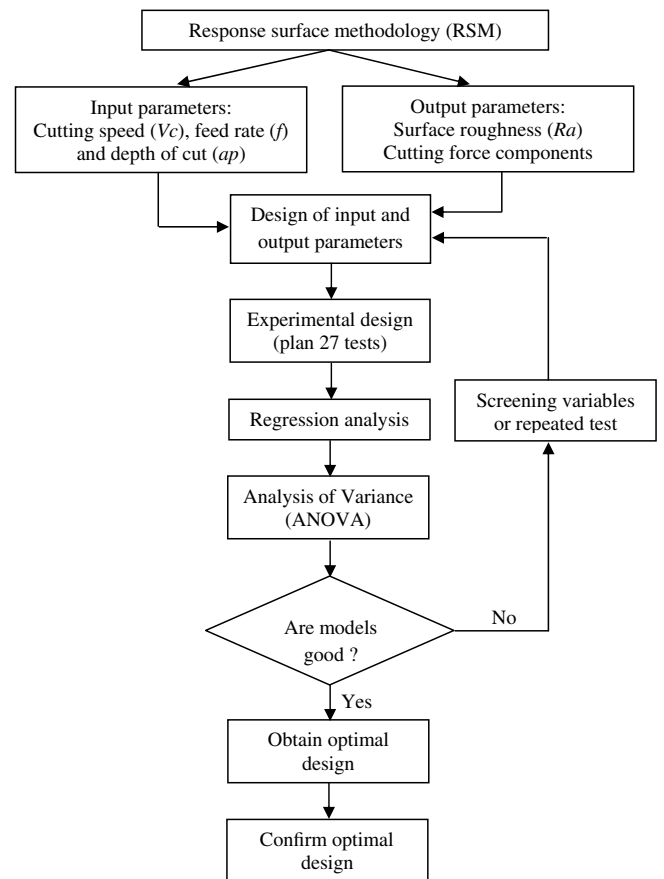 Response surface methodology (RSM)
Input parameters:
Cutting speed (Vc), feed rate (f)
and depth of cut (ap)
Output parameters:
Surface roughness (Ra)
Cutting force components
Design of input and
output parameters
Experimental design
(plan 27 tests)
Regression analysis
Screening variables
or repeated test
Analysis of Variance
(ANOVA)
Are models
good ?
No
Yes
Obtain optimal
design
Confirm optimal
design